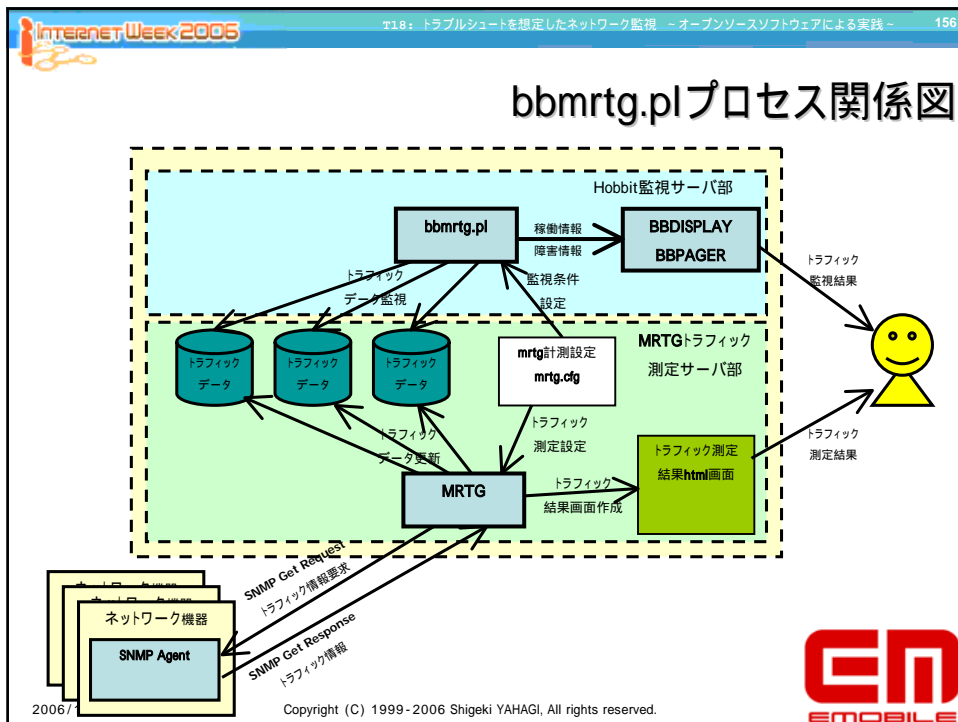 INTERNET WEEK 2006
T18: トラブルシュートを想定したネットワーク監視 ~オープンソースソフトウェアによる実践~ 156
bbmrtg.plプロセス関係図
Hobbit監視サーバ部
bbmrtg.pl
稼働情報
障害情報
BBDISPLAY
BBPAGER
トラフィック
データ監視
監視条件
設定
トラフィック
監視結果
トラフィック
データ
トラフィック
データ
トラフィック
データ
mrtg計測設定
mrtg.cfg
MRTGトラフィック
測定サーバ部
トラフィック
データ更新
トラフィック
測定設定
トラフィック測定
結果html画面
トラフィック
測定結果
MRTG
トラフィック
結果画面作成
SNMP Get Request
トラフィック情報要求
SNMP Get Response
トラフィック情報
ネットワーク機器
SNMP Agent
2006/
Copyright (C) 1999-2006 Shigeki YAHAGI, All rights reserved.
EM
EMOBILE